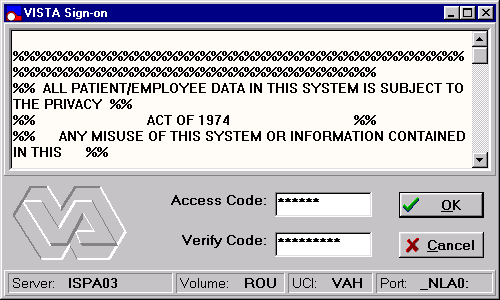 VISTA Sign-on
%%%%%%%%%%%%%%%%%%%%%%%%%%%%%%%%%%%%%%%%%
%%%%%%%%%%%%%%%%%%%%%%%%%%%%%%%%%
%% ALL PATIENT/EMPLOYEE DATA IN THIS SYSTEM IS SUBJECT TO
THE PRIVACY %%
%% ACT OF 1974 %%
%% ANY MISUSE OF THIS SYSTEM OR INFORMATION CONTAINED
IN THIS %%
Access Code: ****** OK
Verify Code: ********* Cancel
Server: ISPA03 Volume: ROU UCI: VAH Port: _NLA0: